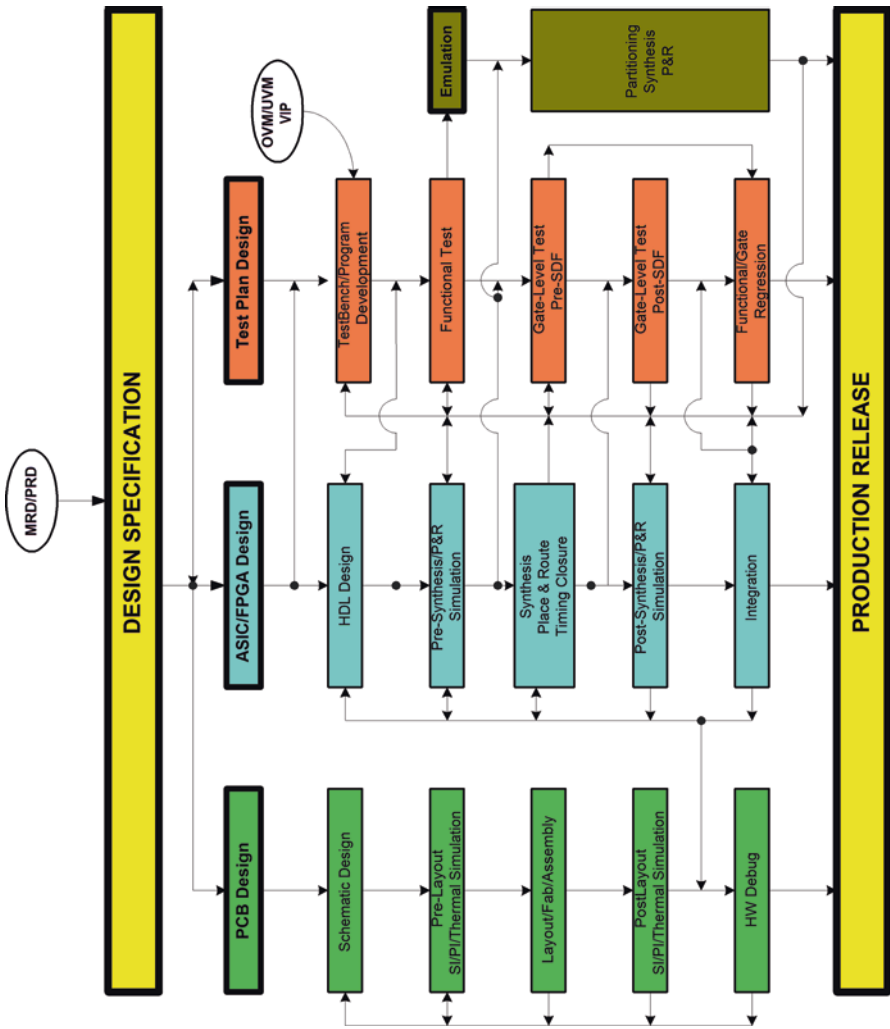 MRD/PRD
DESIGN SPECIFICATION
PCB Design
ASIC/FPGA Design
Test Plan Design
OVM/UVM
VIP
Schematic Design
HDL Design
TestBench/Program
Development
Pre-Layout
SI/PI/Thermal Simulation
Pre-Synthesis/P&R
Simulation
Functional Test
Emulation
Layout/Fab/Assembly
Synthesis
Place & Route
Timing Closure
Gate-Level Test
Pre-SDF
Partitioning
Synthesis
P&R
PostLayout
SI/PI/Thermal Simulation
Post-Synthesis/P&R
Simulation
Gate-Level Test
Post-SDF
HW Debug
Integration
Functional/Gate
Regression
PRODUCTION RELEASE